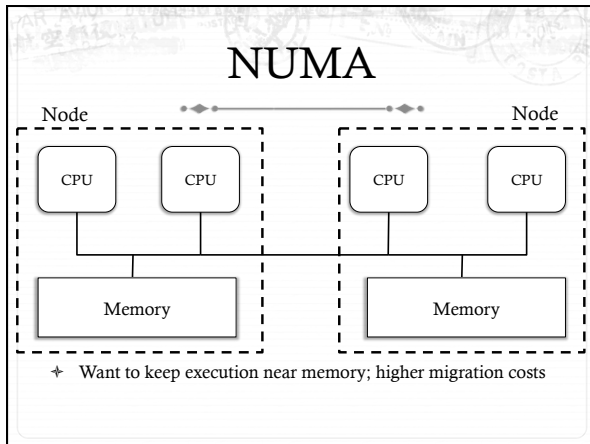 NUMA
Node
Node
CPU
CPU
CPU
CPU
Memory
Memory
Want to keep execution near memory; higher migration costs